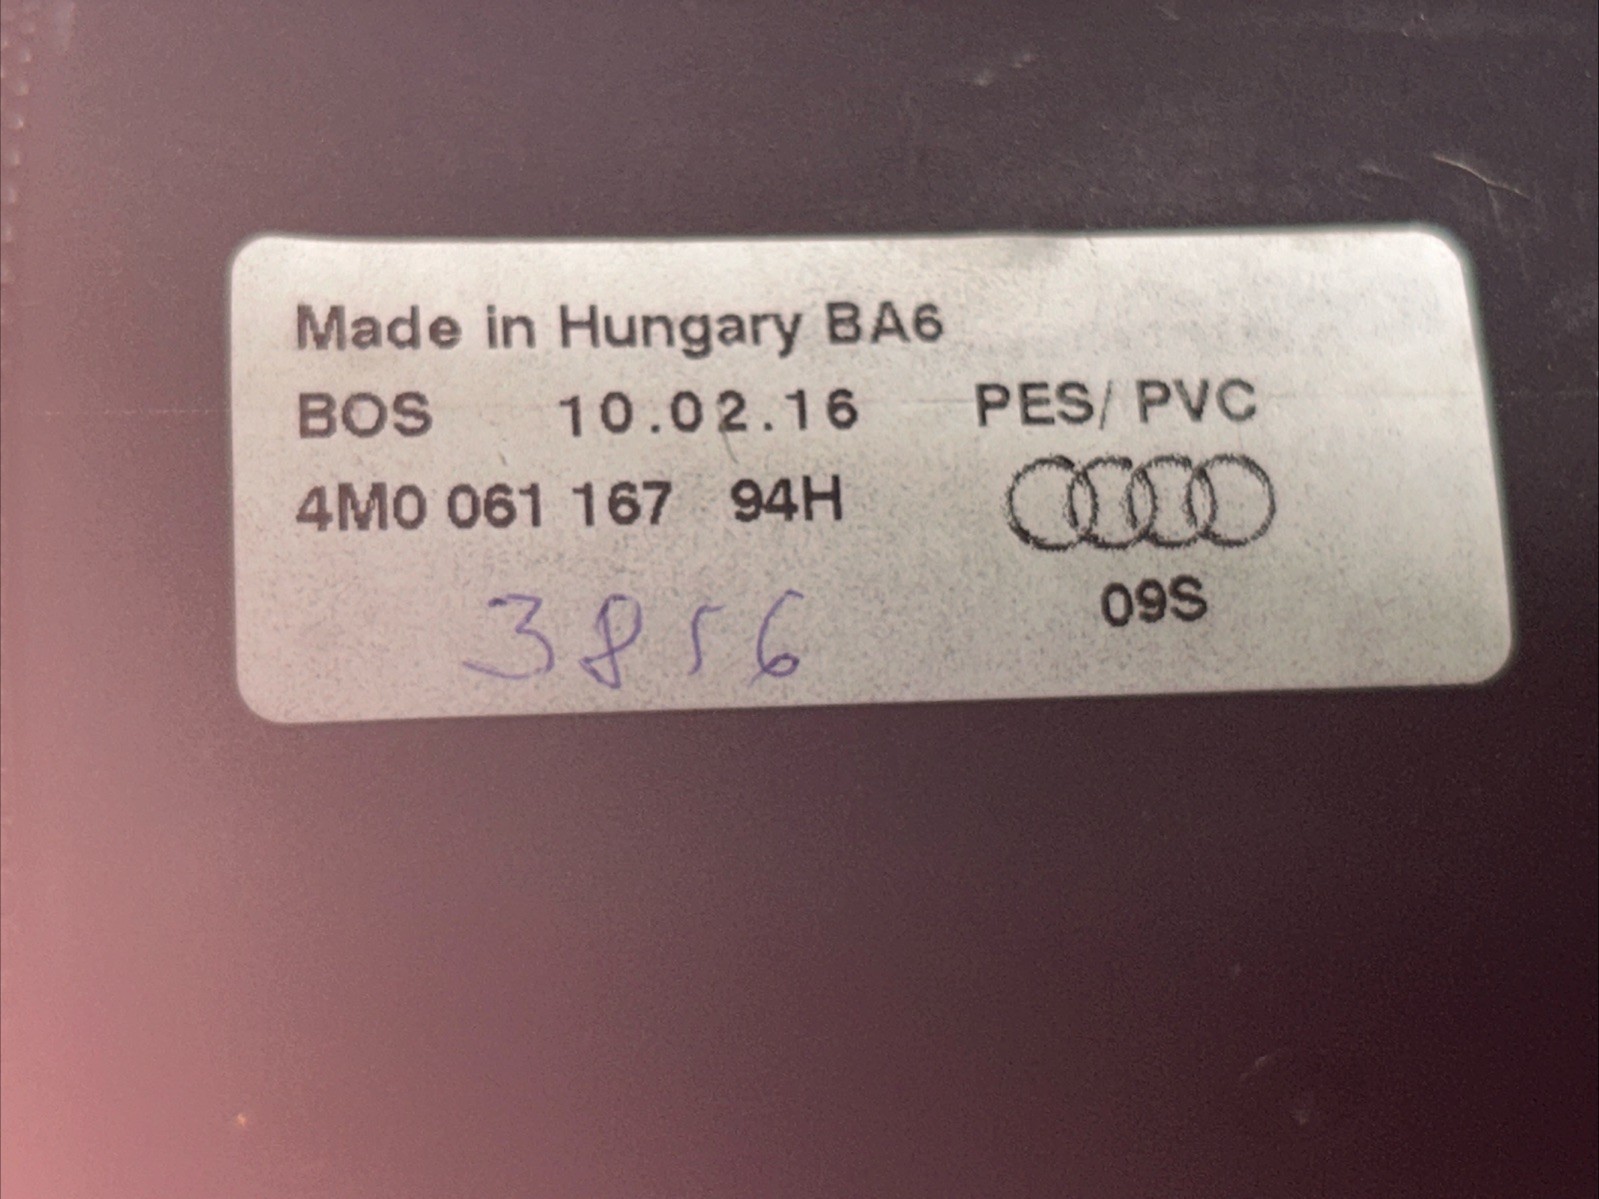 Made in Hungary BA6
BOS 10.02.16 PES/ PVC
4M0 061 167 94H
09S
3856